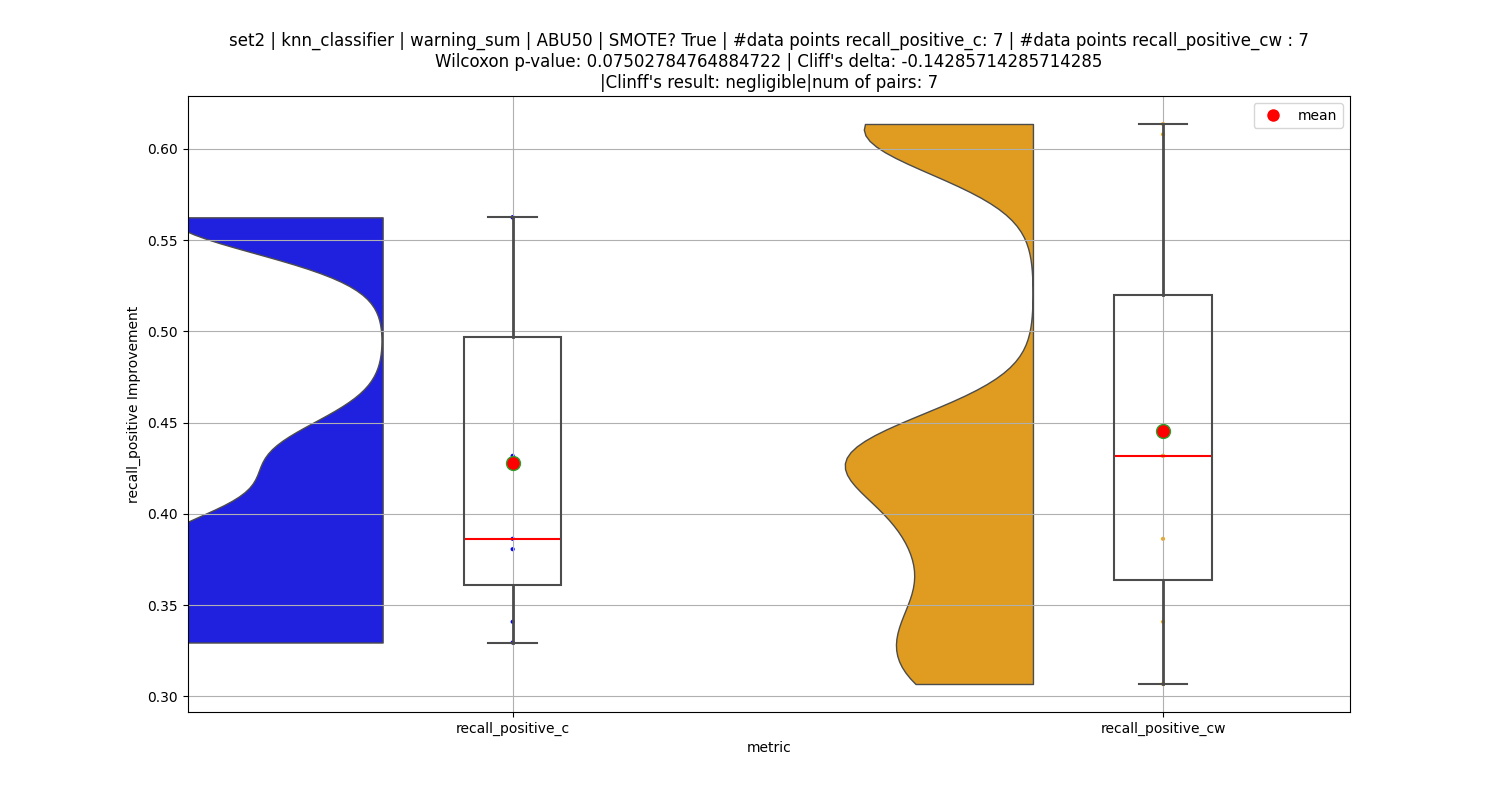 set2 | knn_classifier | warning_sum | ABU50 | SMOTE? True | #data points recall_positive_c: 7 | #data points recall_positive_cw : 7
Wilcoxon p-value: 0.07502784764884722 | Cliff's delta: -0.14285714285714285
|Clinff's result: negligible|num of pairs: 7
mean
0.60
0.55
0.50
0.45
0.40
0.35
0.30
recall_positive Improvement
recall_positive_c
recall_positive_cw
metric